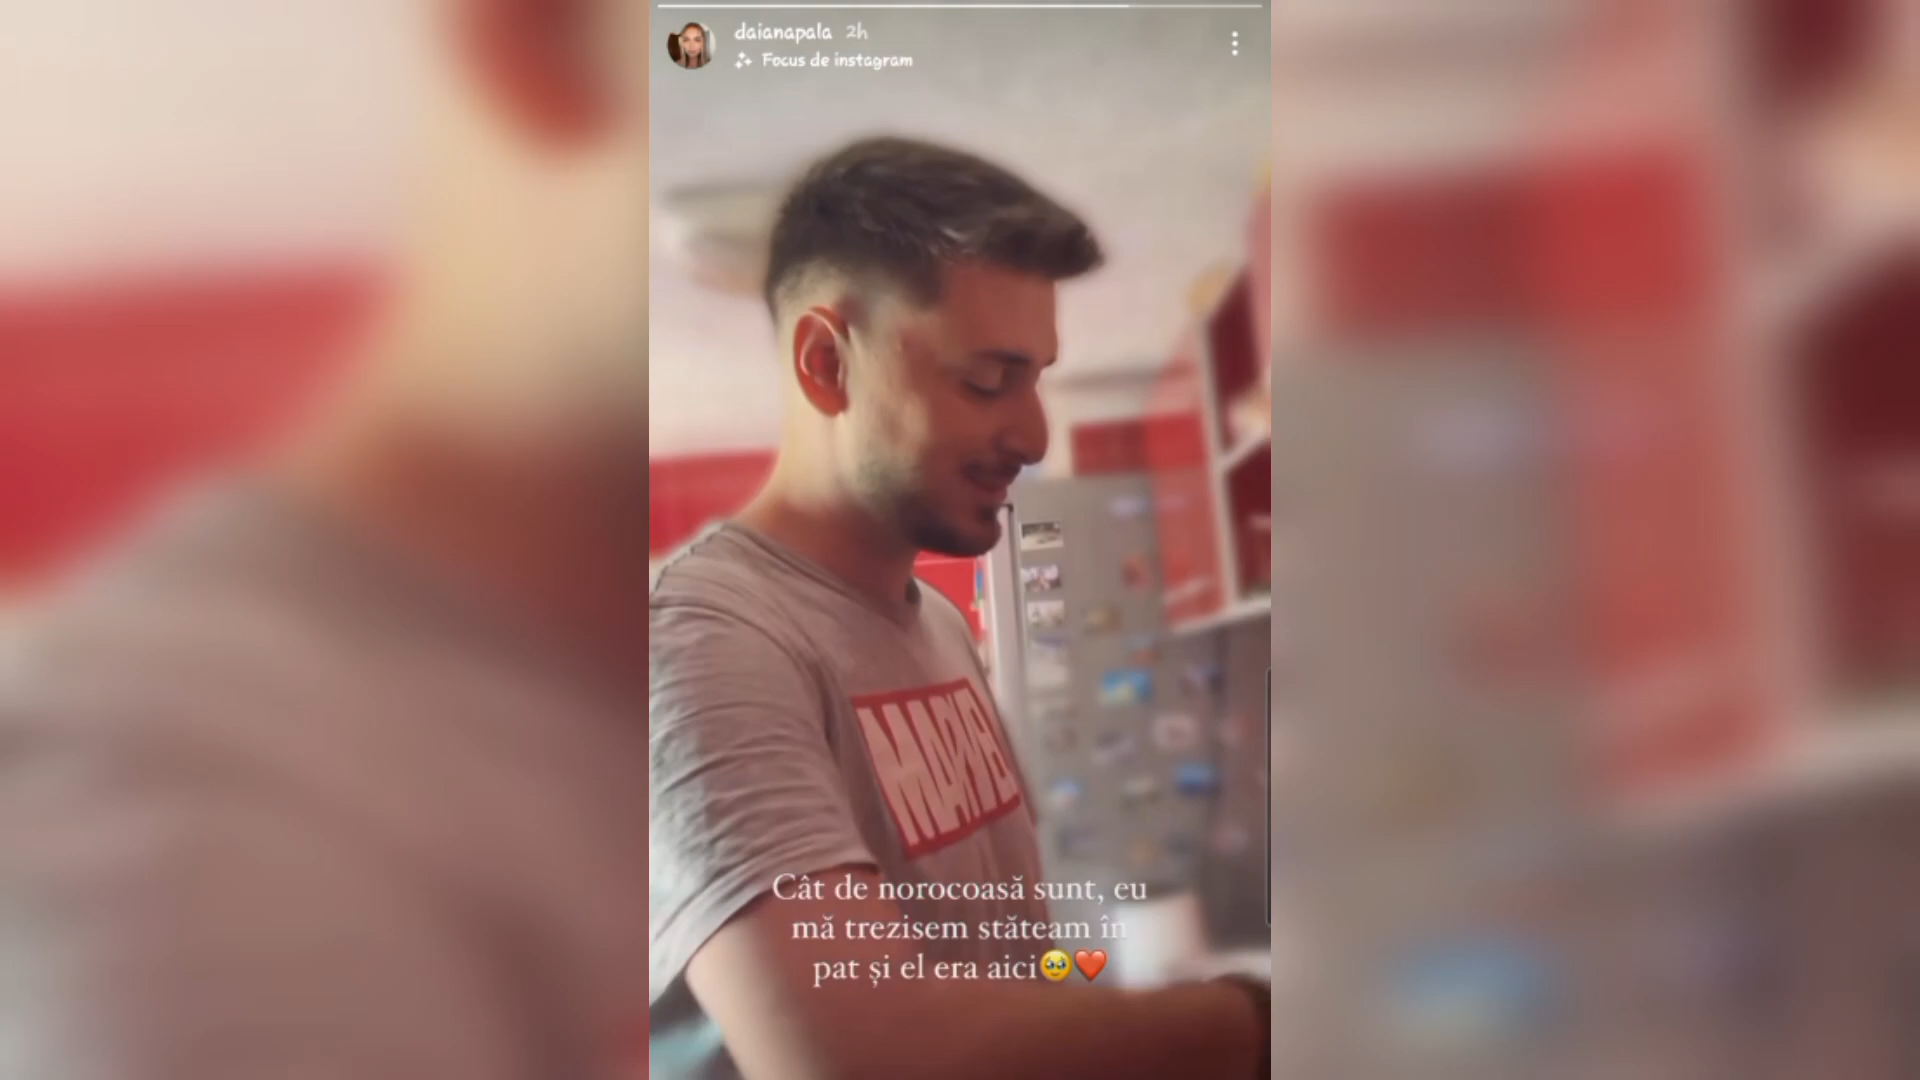 daianapala 2h
Focus de instagram
MARVEL
Cât de norocoasă sunt, eu
mă trezisem stăteam în
pat și el era aici🥹❤️